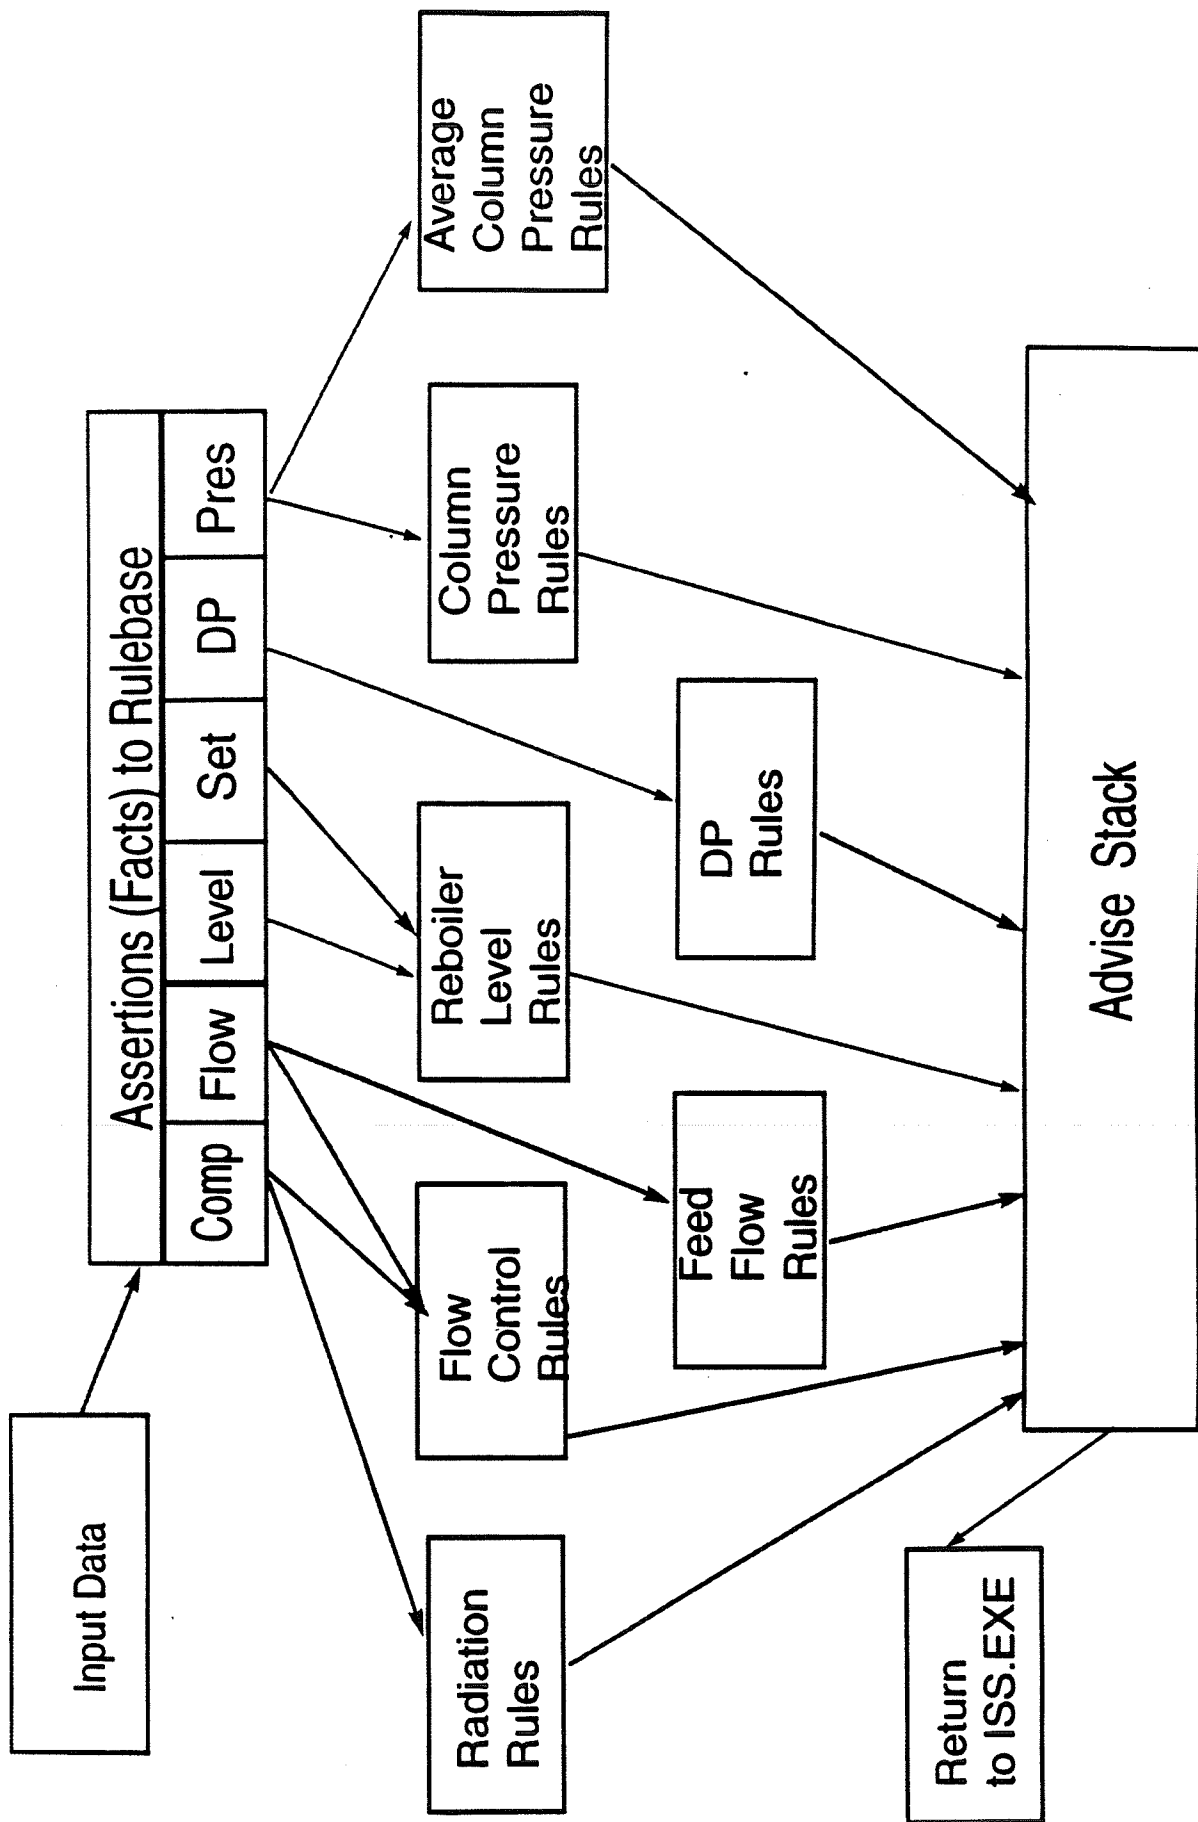 Input Data
Assertions (Facts) to Rulebase
Comp
Flow
Level
Set
DP
Pres
Radiation
Rules
Flow
Control
Rules
Reboiler
Level
Rules
Column
Pressure
Rules
Average
Column
Pressure
Rules
Feed
Flow
Rules
DP
Rules
Return
to ISS.EXE
Advise Stack